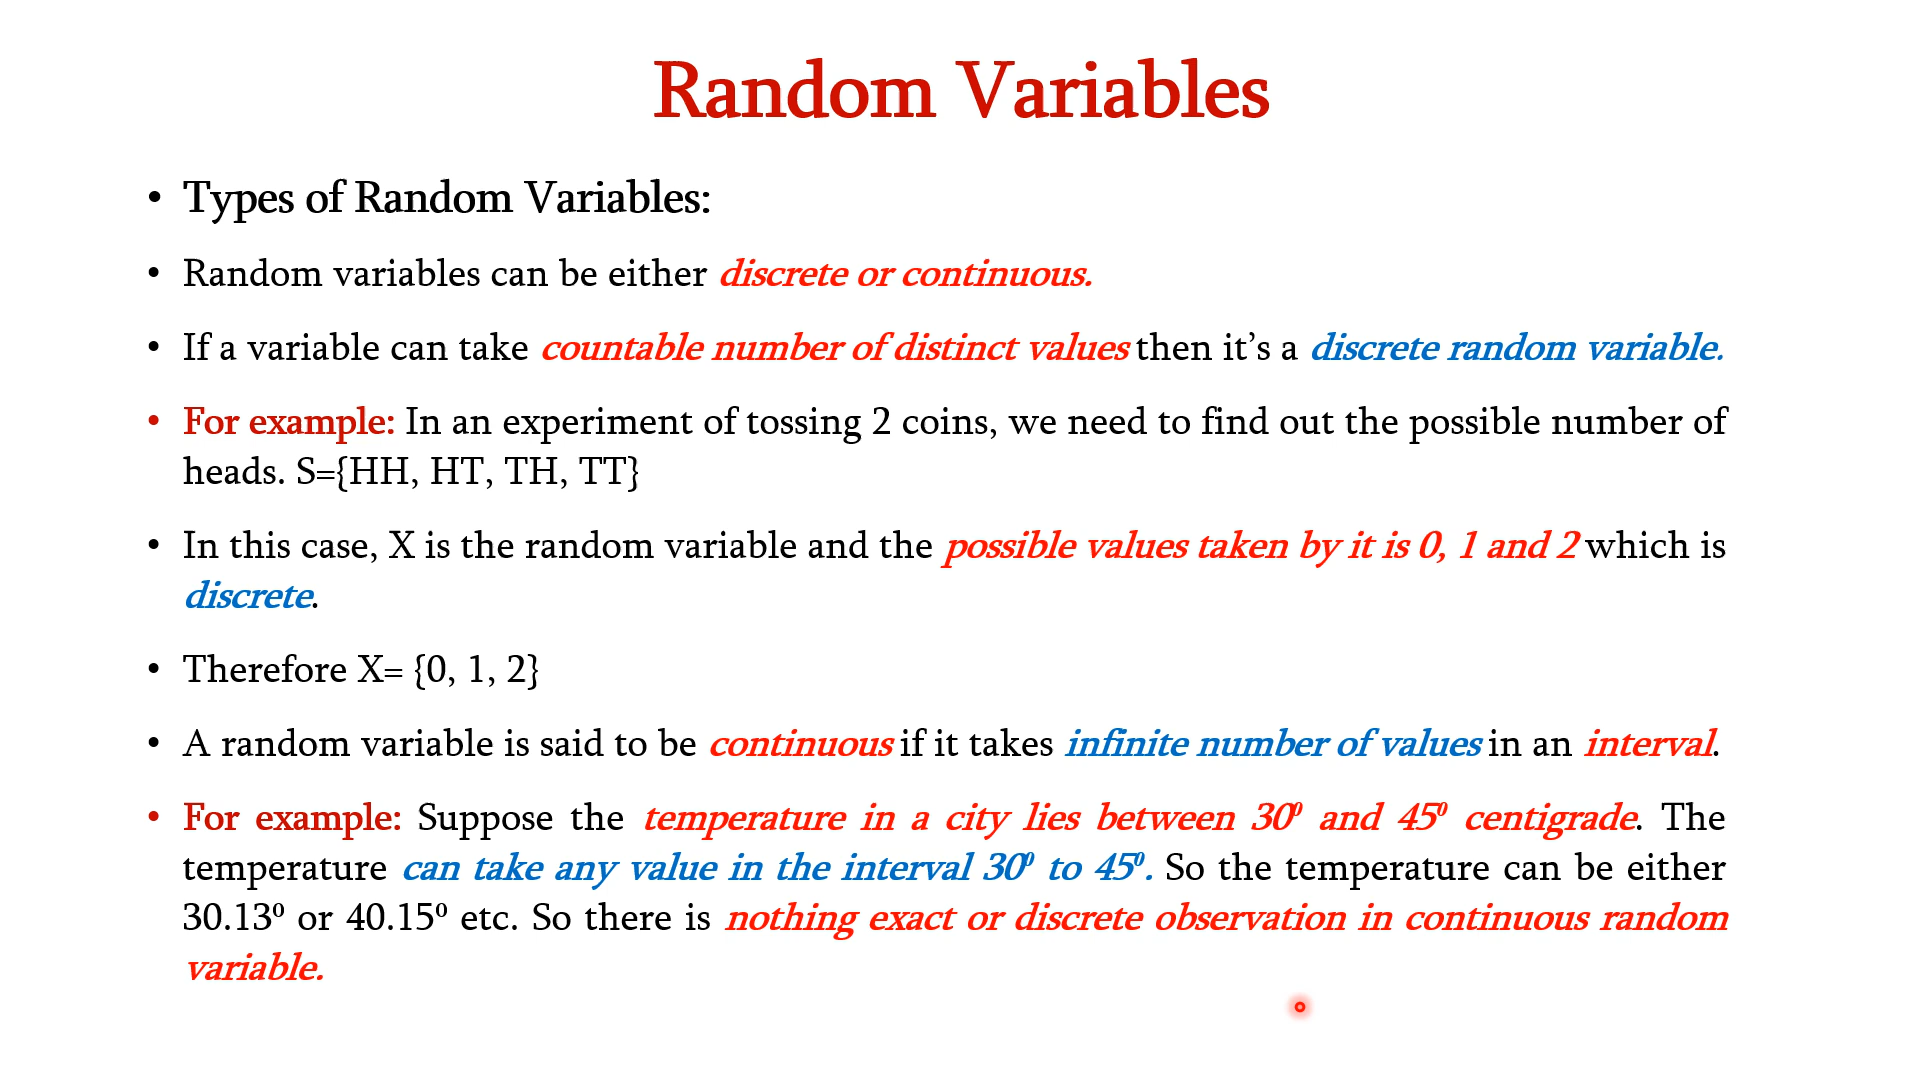 Random Variables
• Types of Random Variables:
• Random variables can be either discrete or continuous.
• If a variable can take countable number of distinct values then it’s a discrete random variable.
• For example: In an experiment of tossing 2 coins, we need to find out the possible number of
heads. S={HH, HT, TH, TT}
• In this case, X is the random variable and the possible values taken by it is 0, 1 and 2 which is
discrete.
• Therefore X= {0, 1, 2}
• A random variable is said to be continuous if it takes infinite number of values in an interval.
• For example: Suppose the temperature in a city lies between 30⁰ and 45⁰ centigrade. The
temperature can take any value in the interval 30⁰ to 45⁰. So the temperature can be either
30.13⁰ or 40.15⁰ etc. So there is nothing exact or discrete observation in continuous random
variable.